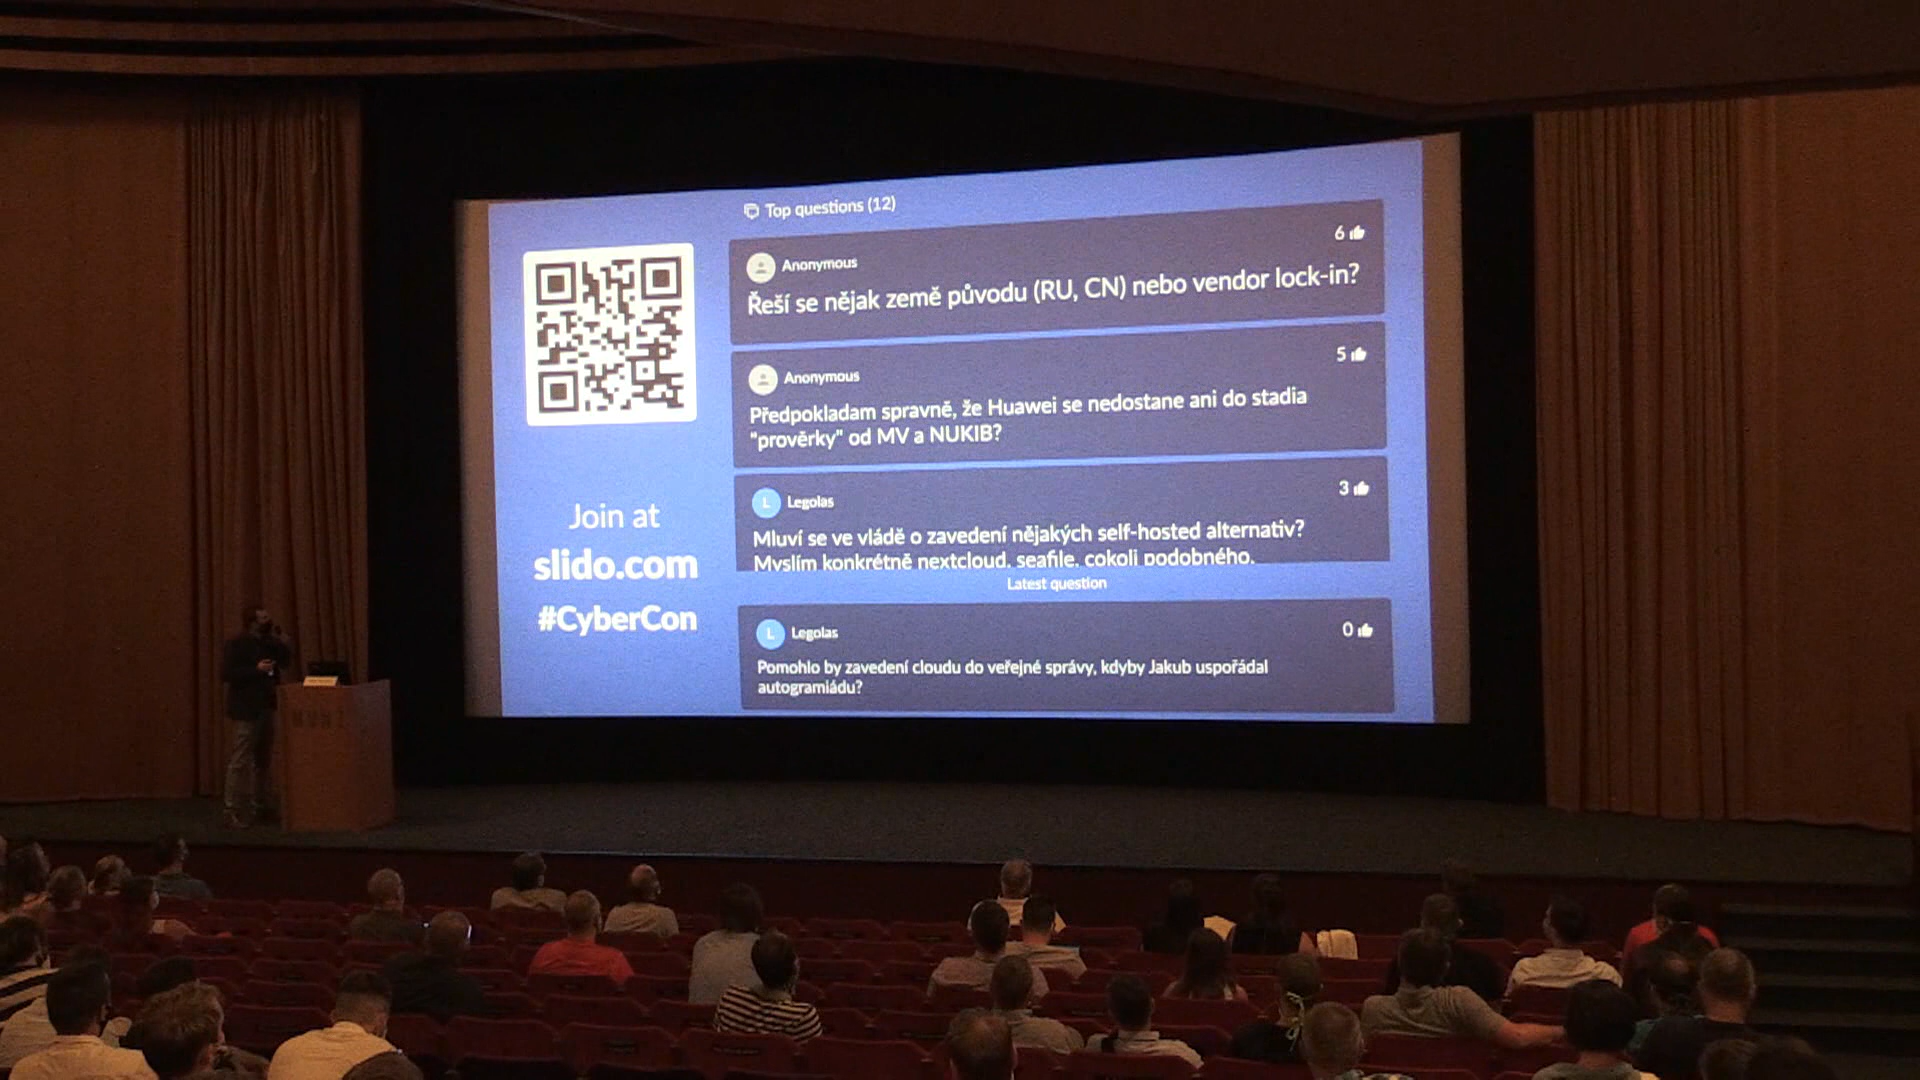 Top questions (12)
Anonymous
6
Řeší se nějak země původu (RU, CN) nebo vendor lock-in?
Anonymous
5
Předpokladam spravně, že Huawei se nedostane ani do stadia
"prověrky" od MV a NUKIB?
L Legolas
3
Mluví se ve vládě o zavedení nějakých self-hosted alternativ?
Myslím konkrétně nextcloud, seafile, cokoli podobného.
Latest question
L Legolas
0
Pomohlo by zavedení cloudu do veřejné správy, kdyby Jakub uspořádal
autogramiádu?
Join at
slido.com
#CyberCon